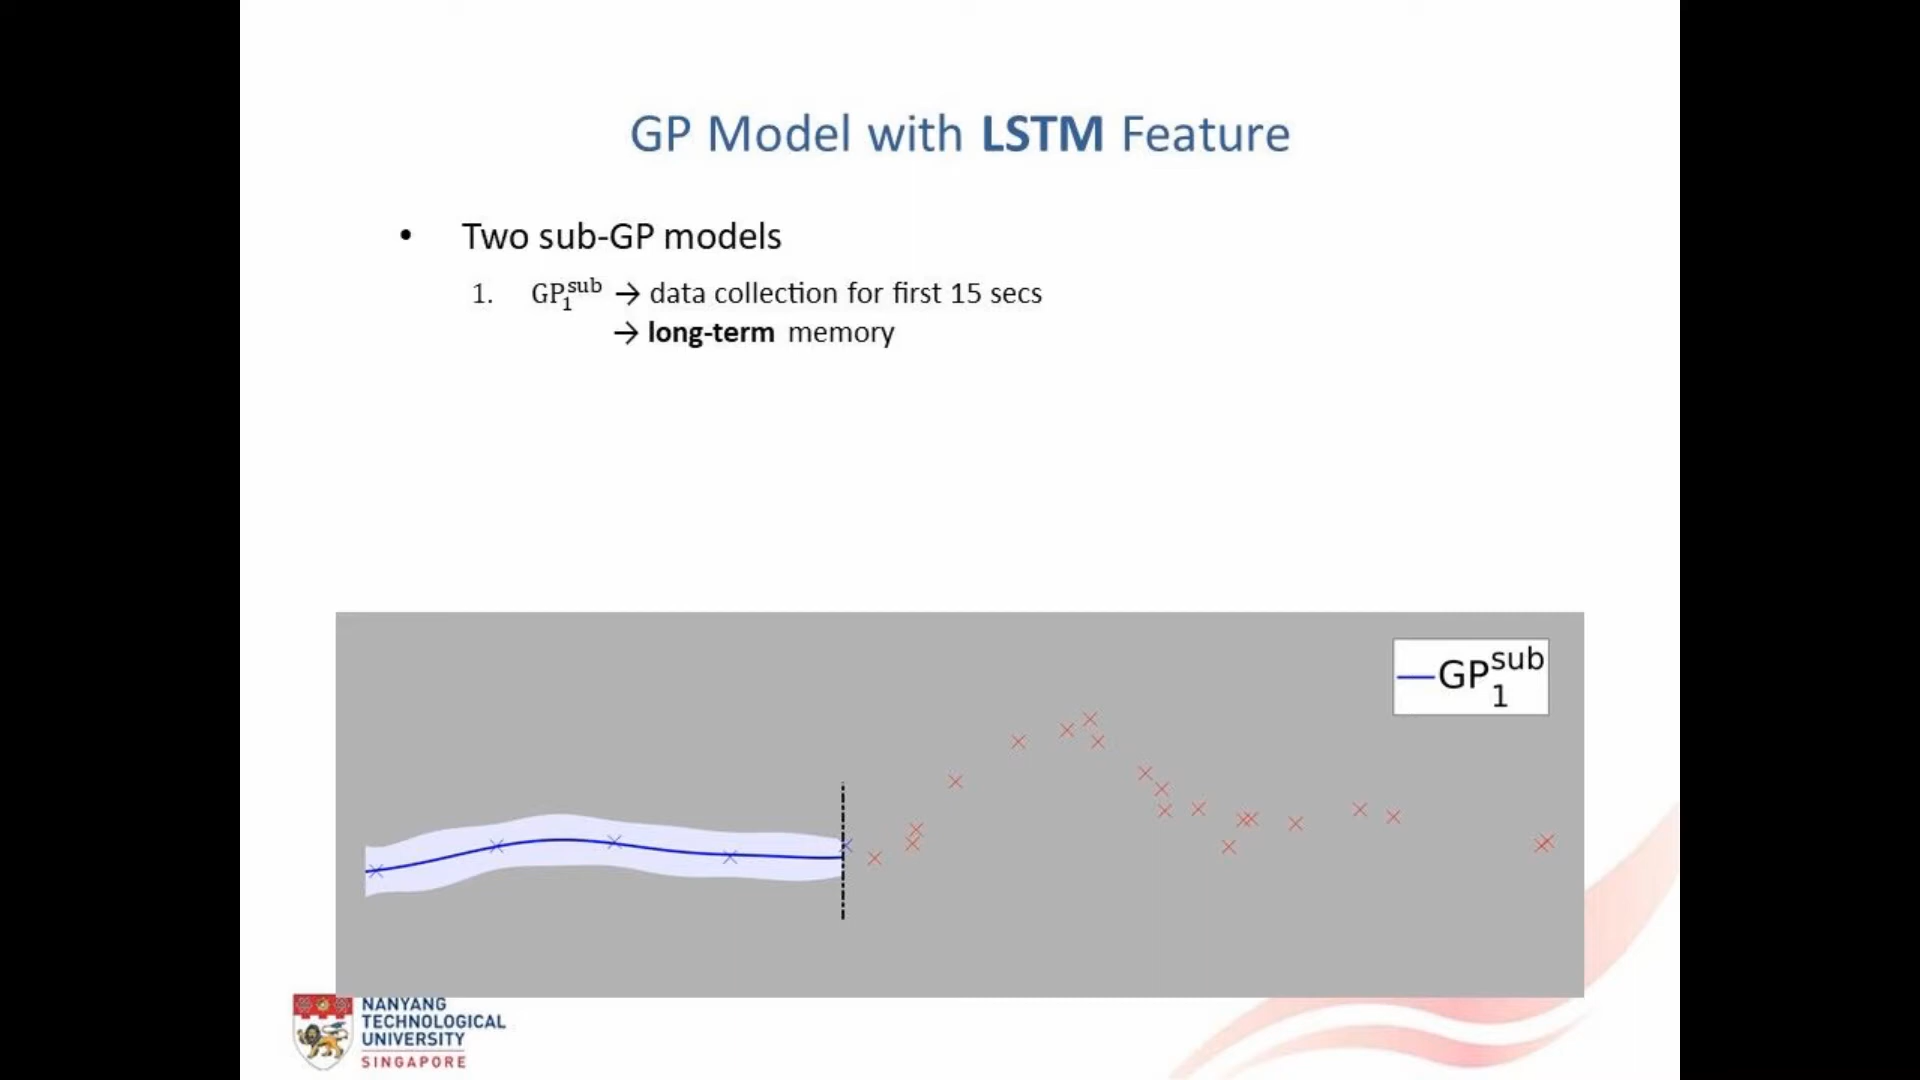 GP Model with LSTM Feature
• Two sub-GP models
1. GP₁ˢᵘᵇ → data collection for first 15 secs
→ long-term memory
GP₁ˢᵘᵇ
NANYANG
TECHNOLOGICAL
UNIVERSITY
SINGAPORE